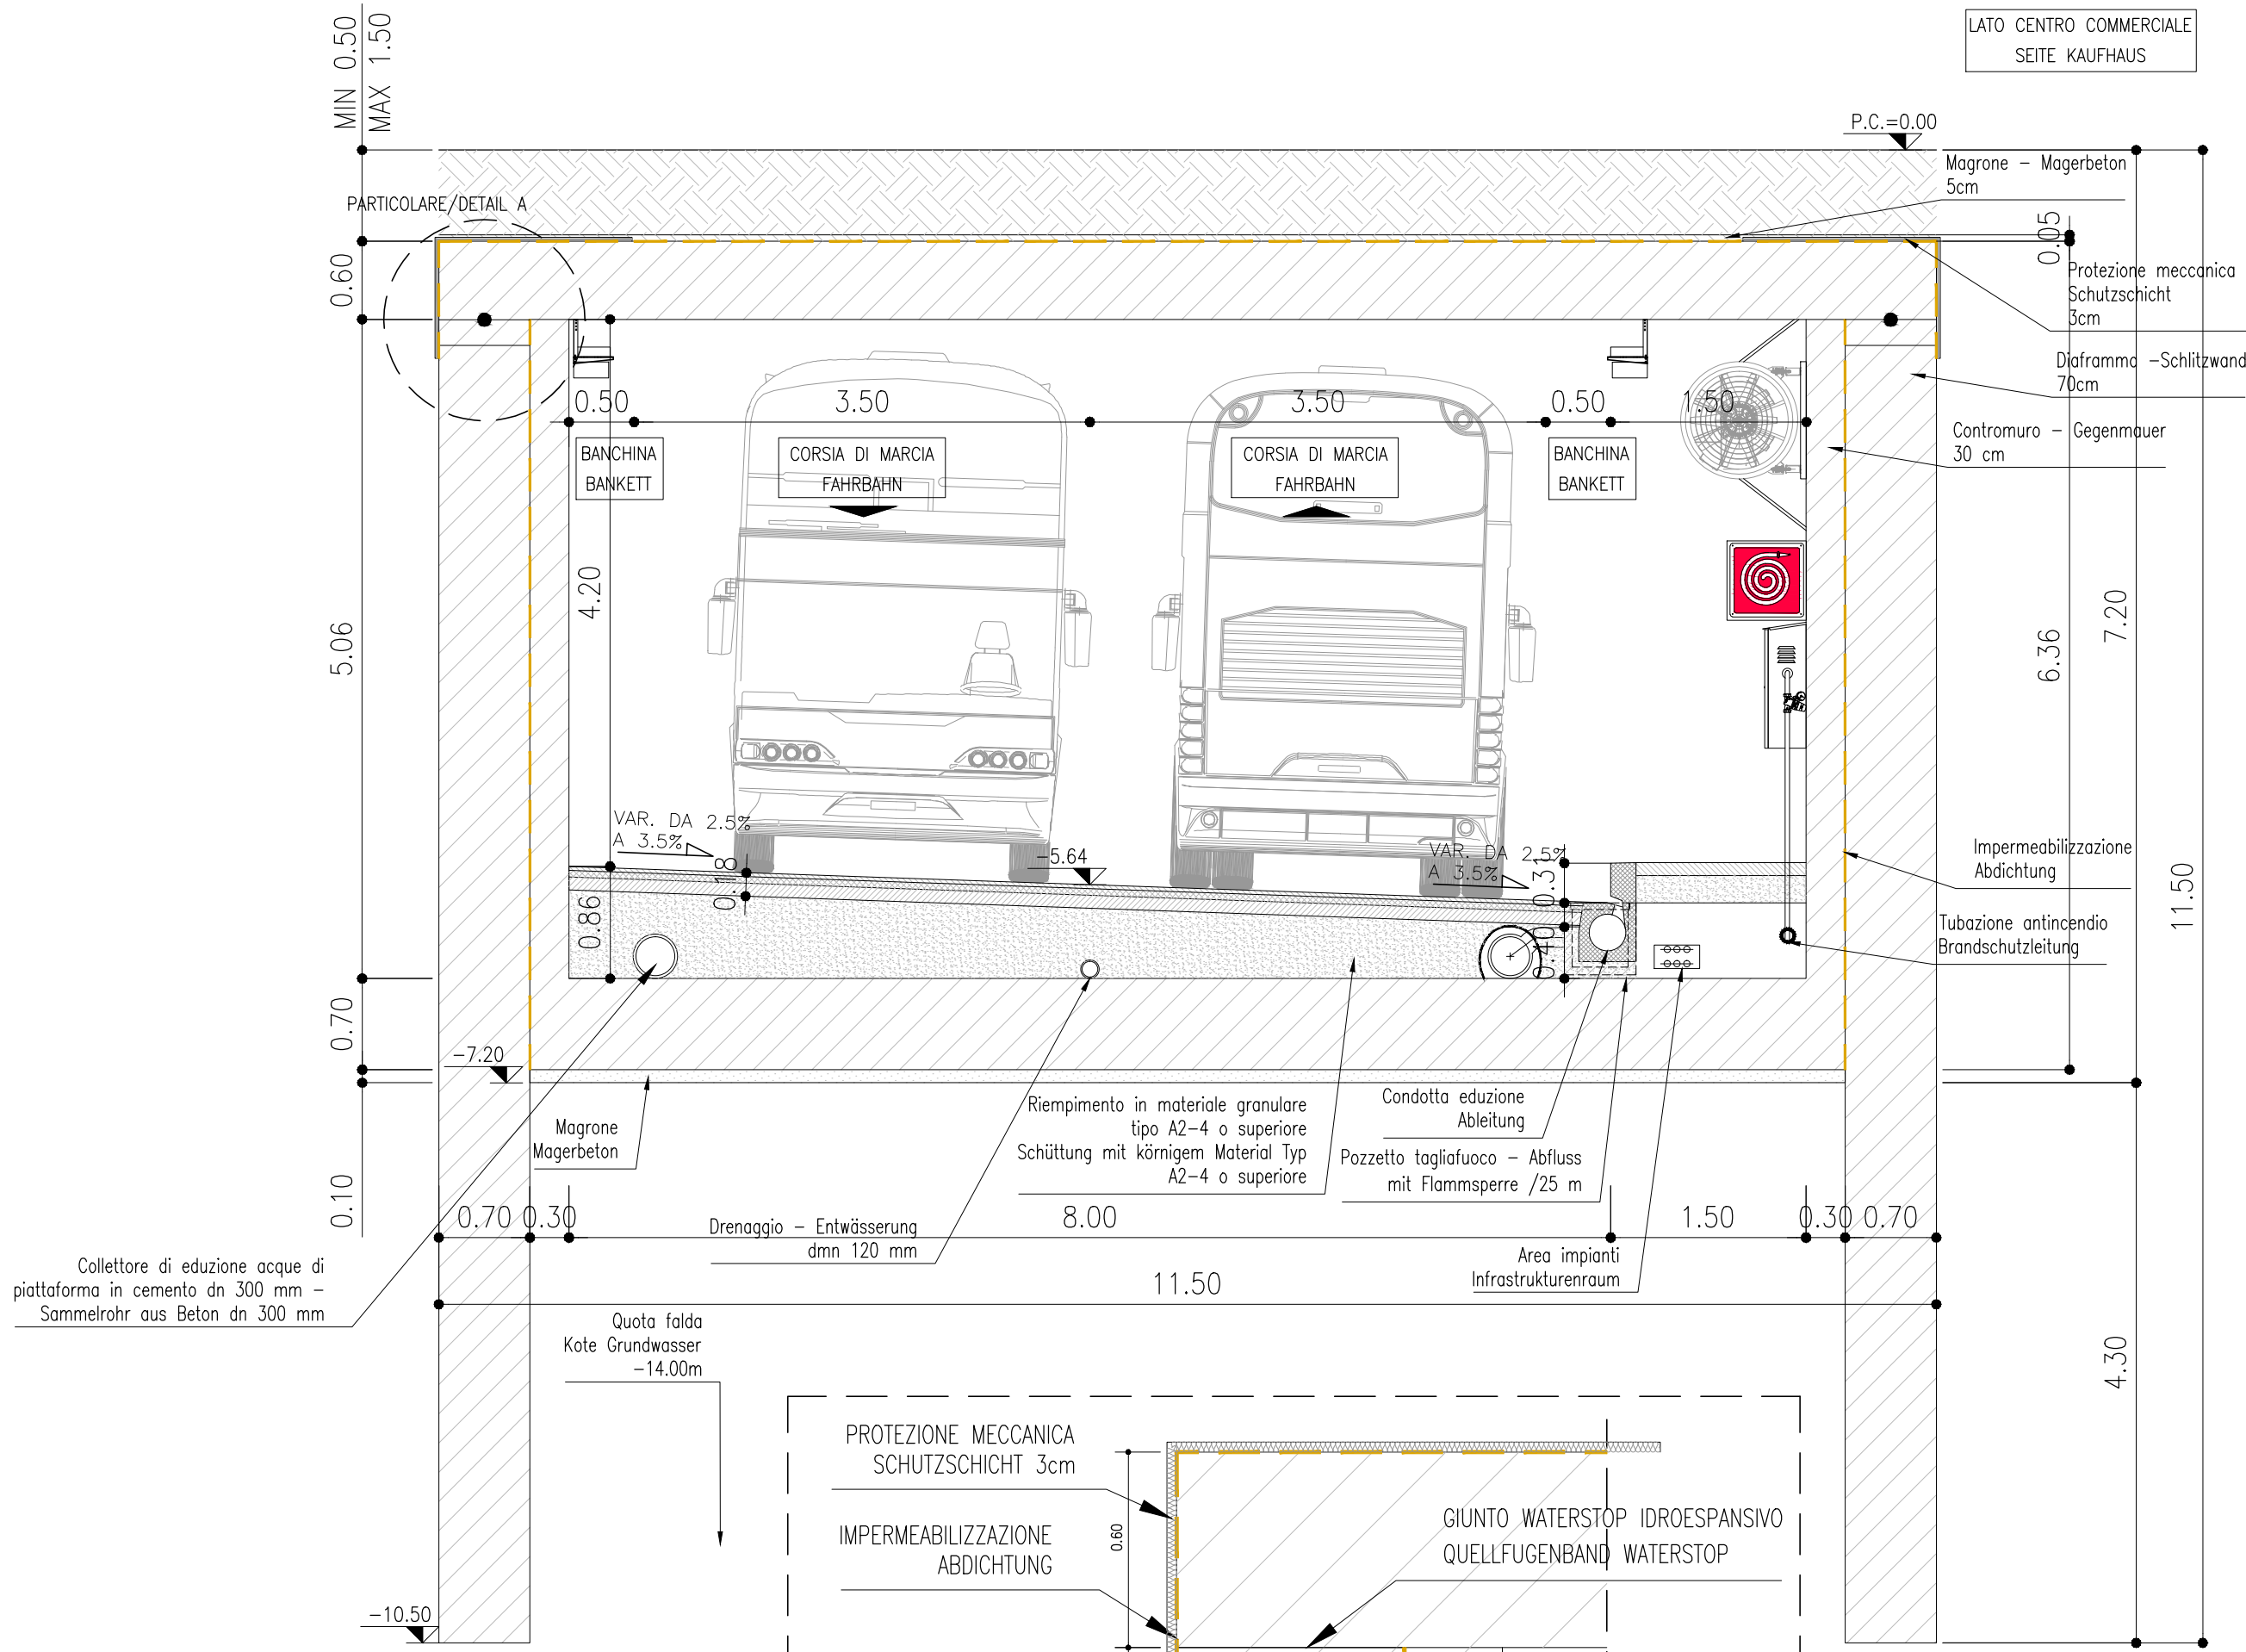 LATO CENTRO COMMERCIALE
SEITE KAUFHAUS
MIN 0.50
MAX 1.50
P.C.=0.00
Magrone - Magerbeton
5cm
PARTICOLARE/DETAIL A
0.05
0.60
Protezione meccanica
Schutzschicht
3cm
Diaframma -Schlitzwand
70cm
0.50
3.50
3.50
0.50
1.50
BANCHINA
BANKETT
CORSIA DI MARCIA
FAHRBAHN
CORSIA DI MARCIA
FAHRBAHN
BANCHINA
BANKETT
Contromuro - Gegenmauer
30 cm
4.20
5.06
7.20
6.36
11.50
VAR. DA 2.5%
A 3.5%
0.18
-5.64
VAR. DA 2.5%
A 3.5%
0.31
Impermeabilizzazione
Abdichtung
0.86
0.40
Tubazione antincendio
Brandschutzleitung
0.70
-7.20
Magrone
Magerbeton
Riempimento in materiale granulare
tipo A2-4 o superiore
Schüttung mit körnigem Material Typ
A2-4 o superiore
Condotta eduzione
Ableitung
Pozzetto tagliafuoco - Abfluss
mit Flammsperre /25 m
0.10
0.70
0.30
8.00
1.50
0.30
0.70
Drenaggio - Entwässerung
dmn 120 mm
Area impianti
Infrastrukturenraum
Collettore di eduzione acque di
piattaforma in cemento dn 300 mm -
Sammelrohr aus Beton dn 300 mm
11.50
Quota falda
Kote Grundwasser
-14.00m
4.30
PROTEZIONE MECCANICA
SCHUTZSCHICHT 3cm
0.60
IMPERMEABILIZZAZIONE
ABDICHTUNG
GIUNTO WATERSTOP IDROESPANSIVO
QUELLFUGENBAND WATERSTOP
-10.50